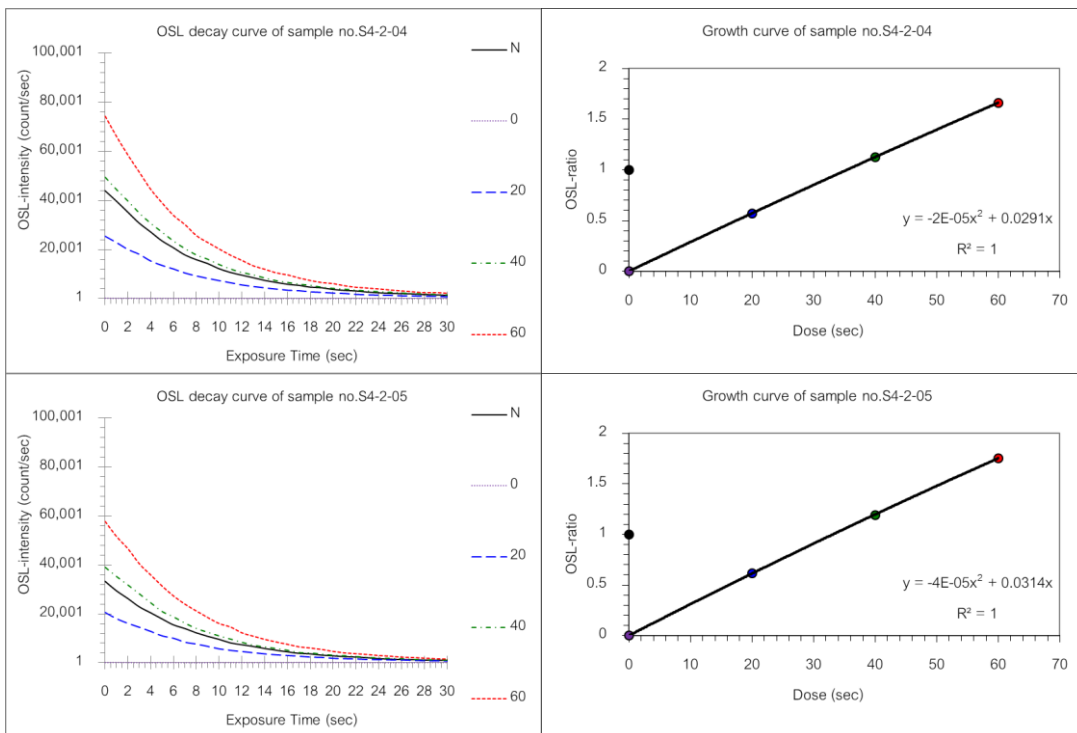 OSL decay curve of sample no.S4-2-04
100,001
80,001
60,001
40,001
20,001
1
OSL-intensity (count/sec)
0 2 4 6 8 10 12 14 16 18 20 22 24 26 28 30
Exposure Time (sec)
N
0
20
40
60
Growth curve of sample no.S4-2-04
2
1.5
1
0.5
0
OSL-ratio
y = -2E-05x² + 0.0291x
R² = 1
0 10 20 30 40 50 60 70
Dose (sec)
OSL decay curve of sample no.S4-2-05
100,001
80,001
60,001
40,001
20,001
1
OSL-intensity (count/sec)
0 2 4 6 8 10 12 14 16 18 20 22 24 26 28 30
Exposure Time (sec)
N
0
20
40
60
Growth curve of sample no.S4-2-05
2
1.5
1
0.5
0
OSL-ratio
y = -4E-05x² + 0.0314x
R² = 1
0 10 20 30 40 50 60 70
Dose (sec)